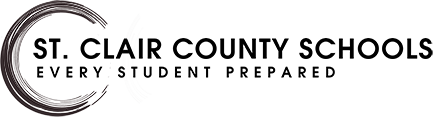 ST. CLAIR COUNTY SCHOOLS
EVERY STUDENT PREPARED